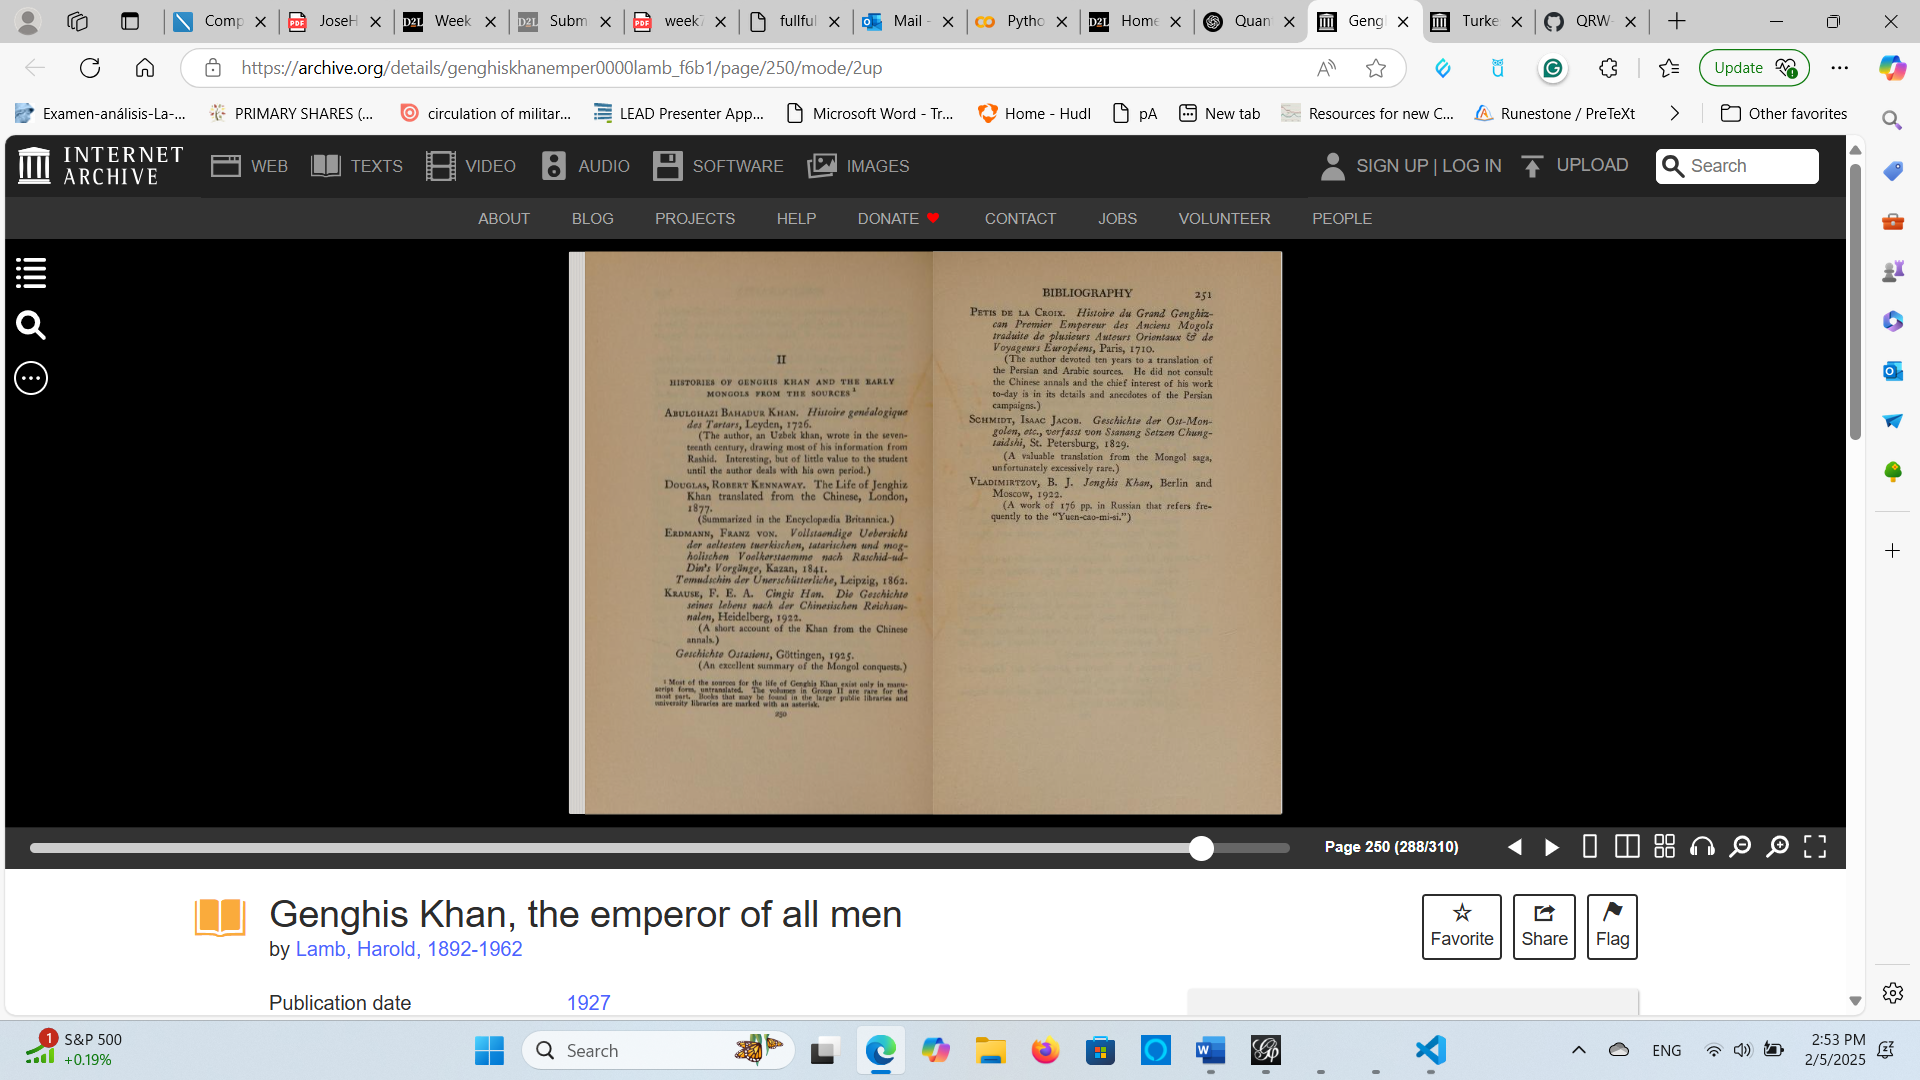 Comp
JoseH
Week
Subm
week7
fullful
Mail -
Pytho
Home
Quan
Geng
Turke
QRW-
https://archive.org/details/genghiskhanemper0000lamb_f6b1/page/250/mode/2up
Update
Examen-análisis-La-...
PRIMARY SHARES (...
circulation of militar...
LEAD Presenter App...
Microsoft Word - Tr...
Home - Hudl
pA
New tab
Resources for new C...
Runestone / PreTeXt
Other favorites
INTERNET
ARCHIVE
WEB
TEXTS
VIDEO
AUDIO
SOFTWARE
IMAGES
SIGN UP | LOG IN
UPLOAD
Search
ABOUT
BLOG
PROJECTS
HELP
DONATE
CONTACT
JOBS
VOLUNTEER
PEOPLE
II
HISTORIES OF GENGHIS KHAN AND THE EARLY
MONGOLS FROM THE SOURCES¹
ABULGHAZI BAHADUR KHAN. Histoire genéalogique
des Tartars, Leyden, 1726.
(The author, an Uzbek khan, wrote in the seven-
teenth century, drawing most of his information from
Rashid. Interesting, but of little value to the student
until the author deals with his own period.)
DOUGLAS, ROBERT KENNAWAY. The Life of Jenghiz
Khan translated from the Chinese, London,
1877.
(Summarized in the Encyclopædia Britannica.)
ERDMANN, FRANZ VON. Vollstaendige Uebersicht
der aeltesten tuerkischen, tatarischen und mog-
holischen Voelkerstaemme nach Raschid-ud-
Din's Vorgänge, Kazan, 1841.
Temudschin der Unerschütterliche, Leipzig, 1862.
KRAUSE, F. E. A. Cingis Han. Die Geschichte
seines lebens nach der Chinesischen Reichsan-
nalen, Heidelberg, 1922.
(A short account of the Khan from the Chinese
annals.)
Geschichte Ostasiens, Göttingen, 1925.
(An excellent summary of the Mongol conquests.)
¹ Most of the sources for the life of Genghis Khan exist only in manu-
script form, untranslated. The volumes in Group II are rare for the
most part. Books that may be found in the larger public libraries and
university libraries are marked with an asterisk.
250
BIBLIOGRAPHY 251
PETIS DE LA CROIX. Histoire du Grand Genghiz-
can Premier Empereur des Anciens Mogols
traduite de plusieurs Auteurs Orientaux & de
Voyageurs Européens, Paris, 1710.
(The author devoted ten years to a translation of
the Persian and Arabic sources. He did not consult
the Chinese annals and the chief interest of his work
to-day is in its details and anecdotes of the Persian
campaigns.)
SCHMIDT, ISAAC JACOB. Geschichte der Ost-Mon-
golen, etc., verfasst von Ssanang Setzen Chung-
taidshi, St. Petersburg, 1829.
(A valuable translation from the Mongol saga,
unfortunately excessively rare.)
VLADIMIRTZOV, B. J. Jenghis Khan, Berlin and
Moscow, 1922.
(A work of 176 pp. in Russian that refers fre-
quently to the "Yuen-cao-mi-si.")
Page 250 (288/310)
Genghis Khan, the emperor of all men
by Lamb, Harold, 1892-1962
Favorite
Share
Flag
Publication date 1927
1
S&P 500
+0.19%
Search
ENG
2:53 PM
2/5/2025